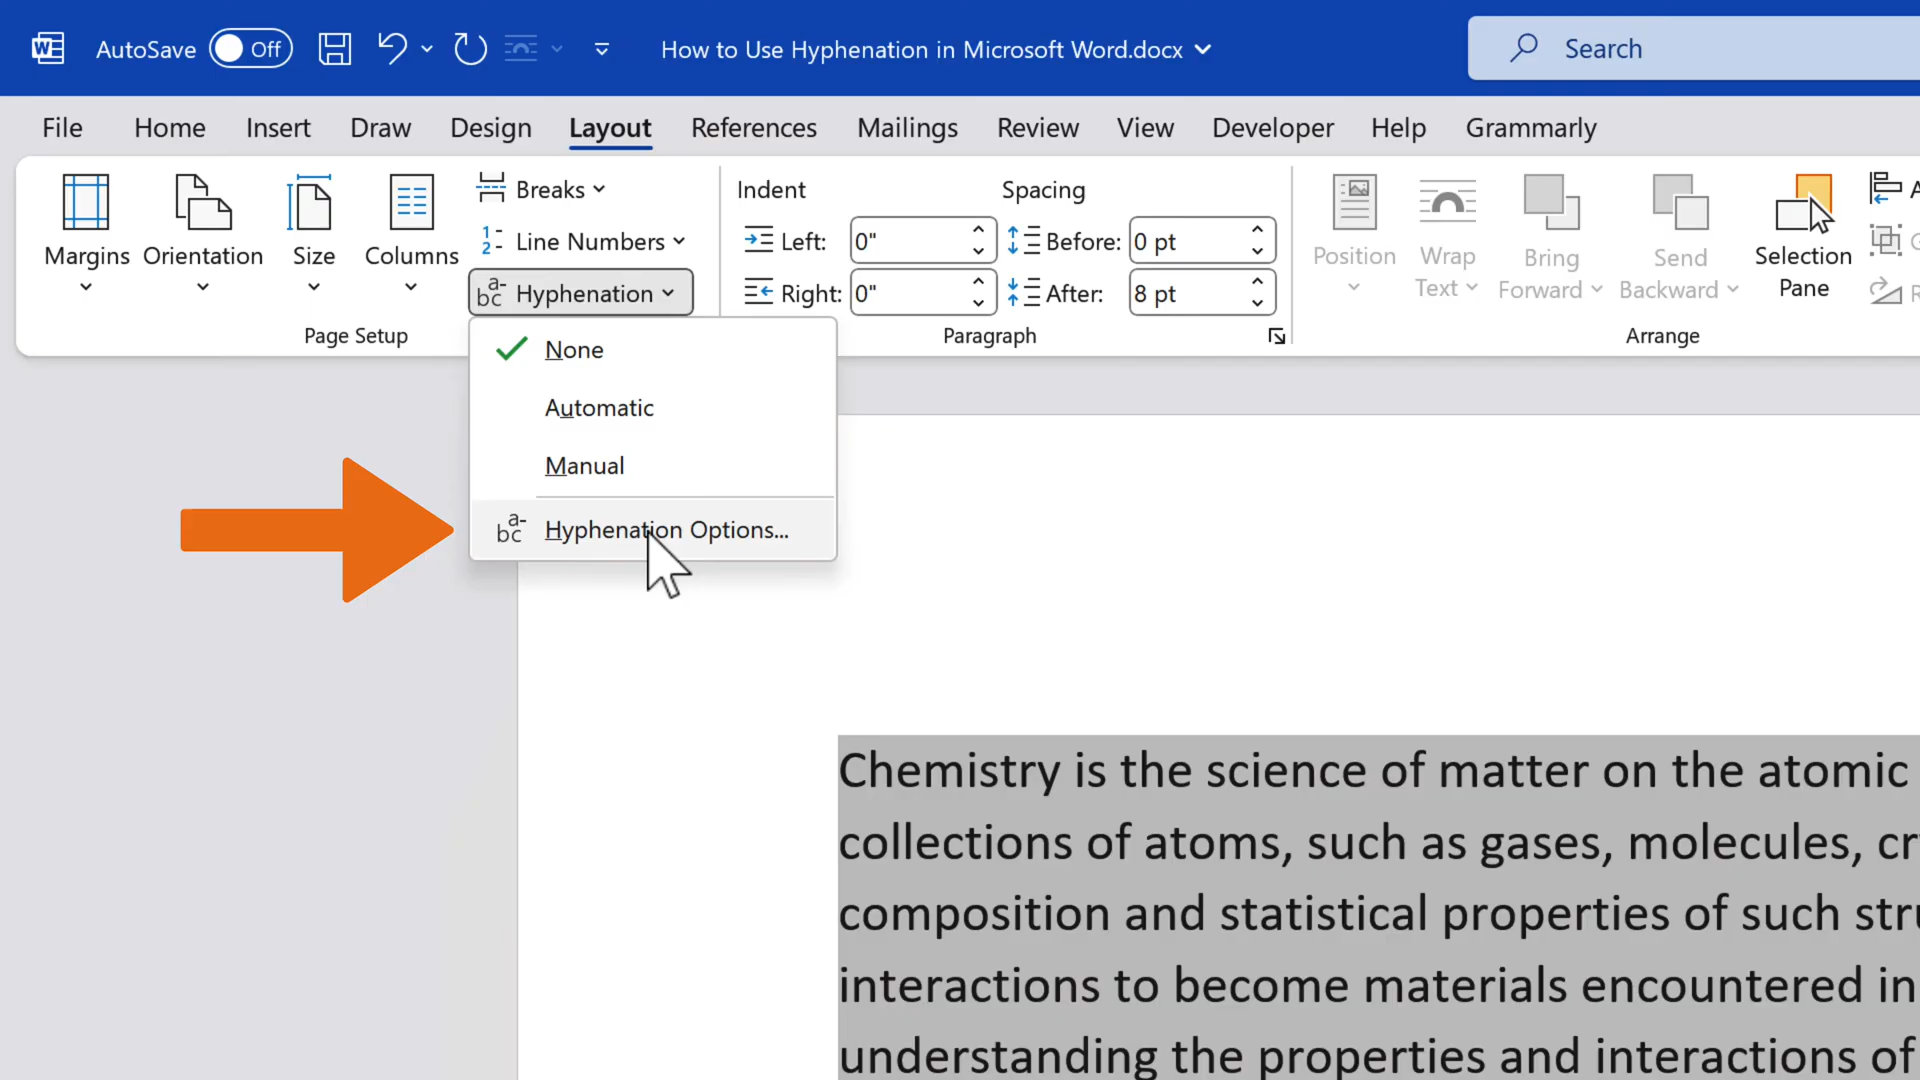 W AutoSave Off How to Use Hyphenation in Microsoft Word.docx Search
File Home Insert Draw Design Layout References Mailings Review View Developer Help Grammarly
Margins
Orientation
Size
Columns
Breaks
Line Numbers
Hyphenation
Page Setup
Indent
Left: 0"
Right: 0"
Spacing
Before: 0 pt
After: 8 pt
Paragraph
Position
Wrap
Text
Bring
Forward
Send
Backward
Selection
Pane
Arrange
None
Automatic
Manual
Hyphenation Options...
Chemistry is the science of matter on the atomic
collections of atoms, such as gases, molecules, cr
composition and statistical properties of such stru
interactions to become materials encountered in
understanding the properties and interactions of